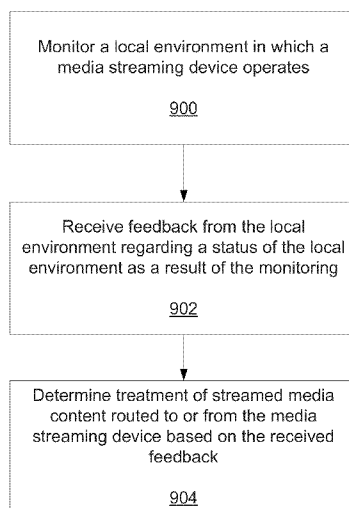 Monitor a local environment in which a
media streaming device operates
900
Receive feedback from the local
environment regarding a status of the local
environment as a result of the monitoring
902
Determine treatment of streamed media
content routed to or from the media
streaming device based on the received
feedback
904